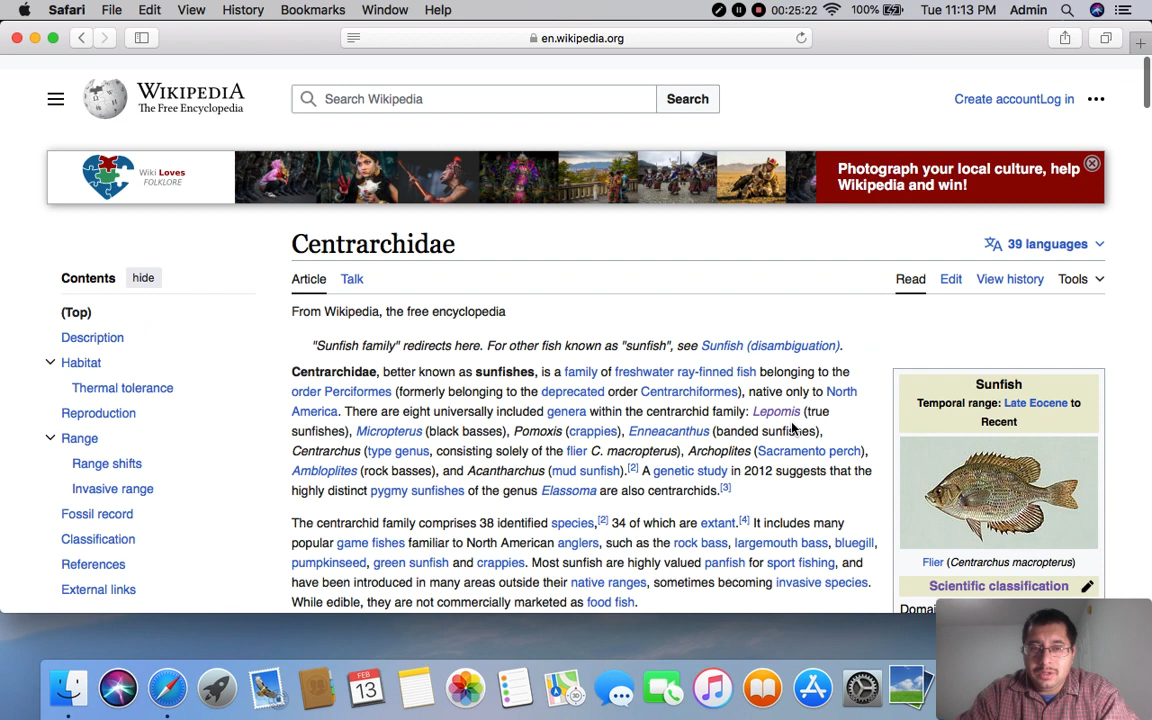 Safari File Edit View History Bookmarks Window Help 00:25:22 100% Tue 11:13 PM Admin
en.wikipedia.org
WIKIPEDIA
The Free Encyclopedia
Search Wikipedia Search
Create accountLog in
Wiki Loves
FOLKLORE
Photograph your local culture, help
Wikipedia and win!
Centrarchidae
39 languages
Contents hide
Article Talk
Read Edit View history Tools
(Top)
Description
Habitat
Thermal tolerance
Reproduction
Range
Range shifts
Invasive range
Fossil record
Classification
References
External links
From Wikipedia, the free encyclopedia
"Sunfish family" redirects here. For other fish known as "sunfish", see Sunfish (disambiguation).
Centrarchidae, better known as sunfishes, is a family of freshwater ray-finned fish belonging to the
order Perciformes (formerly belonging to the deprecated order Centrarchiformes), native only to North
America. There are eight universally included genera within the centrarchid family: Lepomis (true
sunfishes), Micropterus (black basses), Pomoxis (crappies), Enneacanthus (banded sunfishes),
Centrarchus (type genus, consisting solely of the flier C. macropterus), Archoplites (Sacramento perch),
Ambloplites (rock basses), and Acantharchus (mud sunfish).[2] A genetic study in 2012 suggests that the
highly distinct pygmy sunfishes of the genus Elassoma are also centrarchids.[3]
The centrarchid family comprises 38 identified species,[2] 34 of which are extant.[4] It includes many
popular game fishes familiar to North American anglers, such as the rock bass, largemouth bass, bluegill,
pumpkinseed, green sunfish and crappies. Most sunfish are highly valued panfish for sport fishing, and
have been introduced in many areas outside their native ranges, sometimes becoming invasive species.
While edible, they are not commercially marketed as food fish.
Sunfish
Temporal range: Late Eocene to
Recent
Flier (Centrarchus macropterus)
Scientific classification
Domai
FEB
13